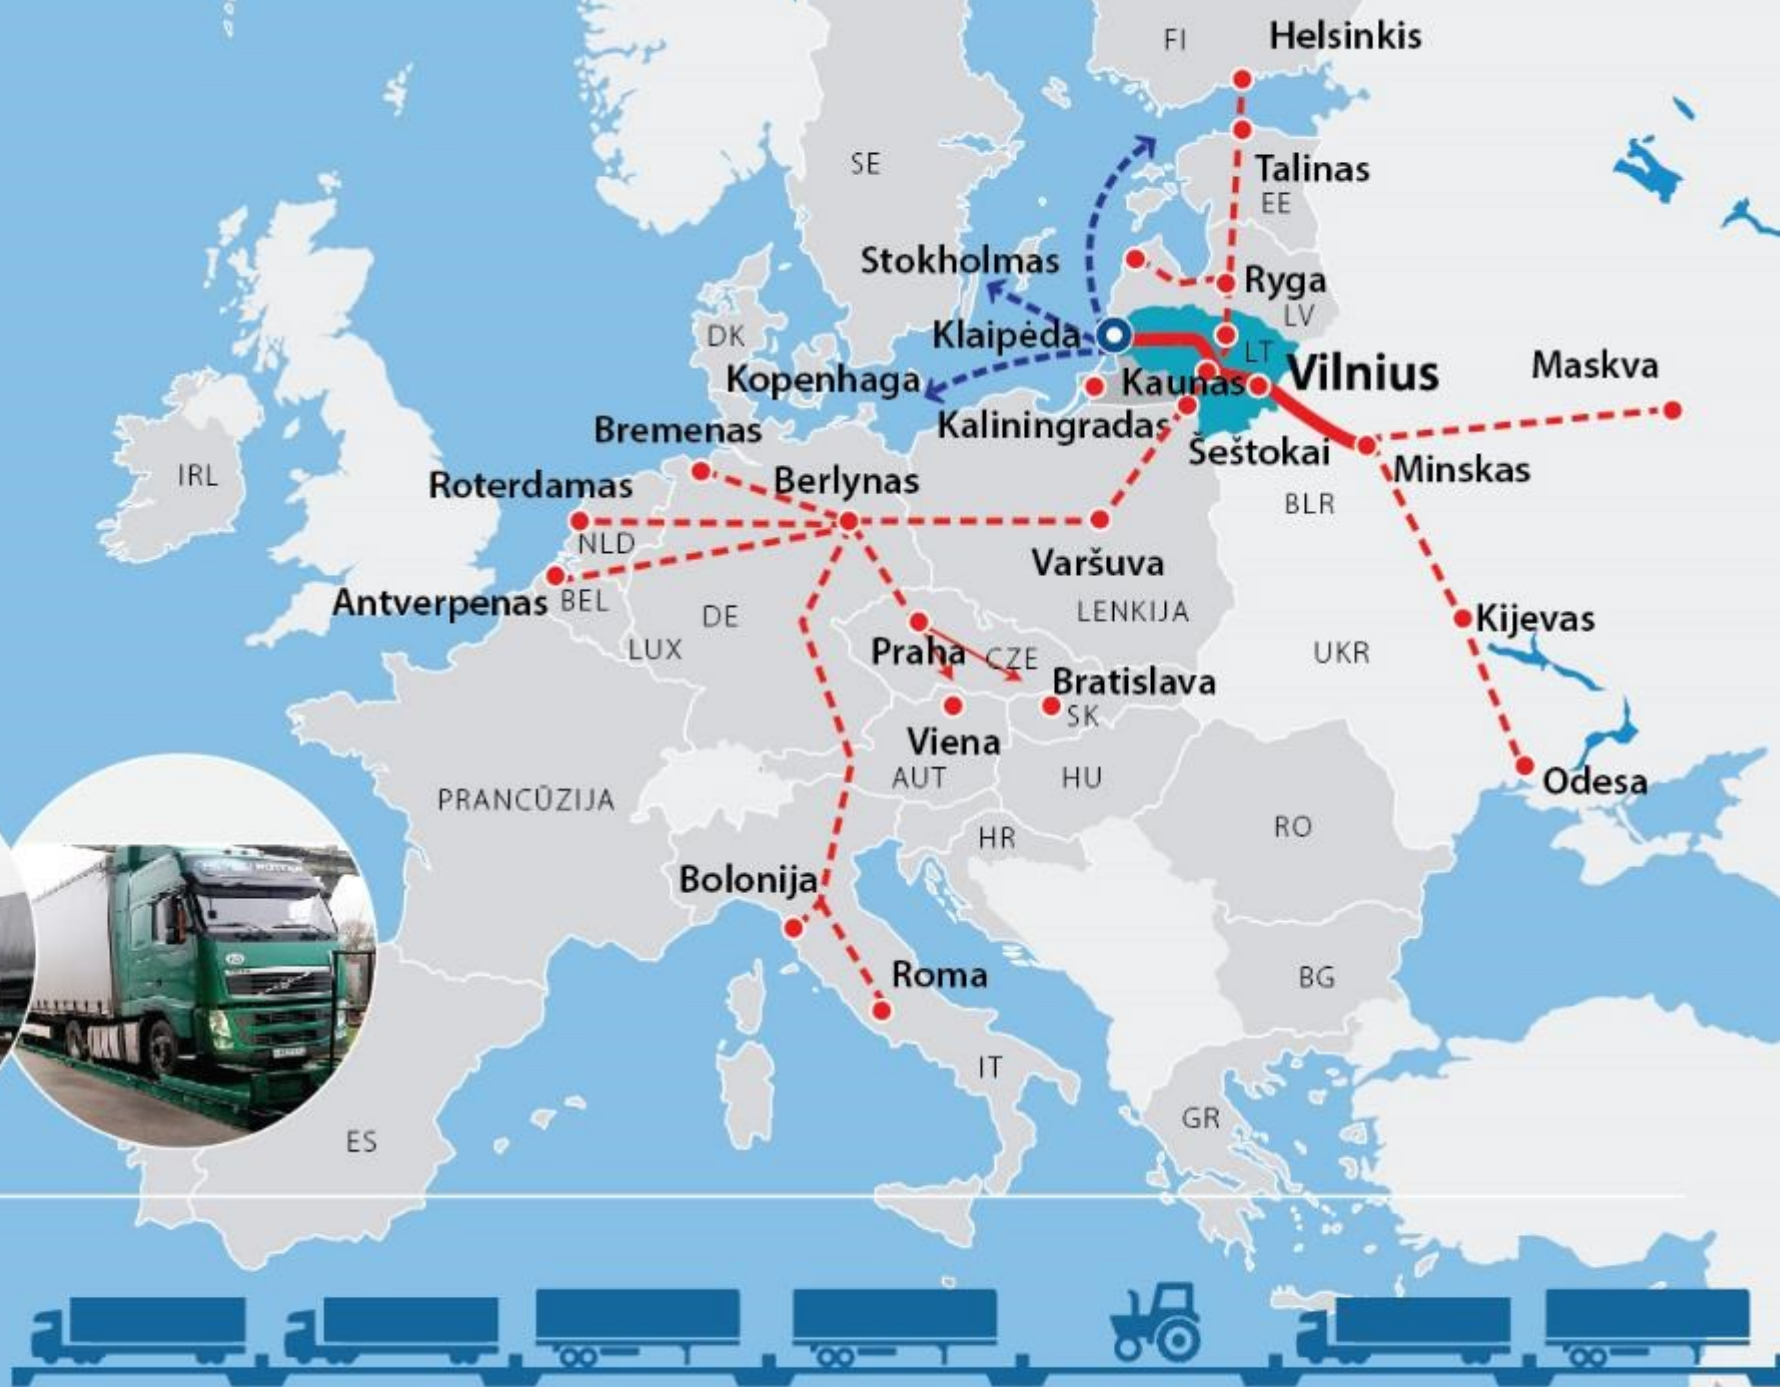 FI
Helsinkis
SE
Talinas
EE
Stokholmas
Ryga
LV
DK
Klaipėda
LT
Vilnius
Maskva
Kopenhaga
Kaunas
Kaliningradas
Bremenas
Šeštokai
Minskas
IRL
Roterdamas
Berlynas
BLR
NLD
Varšuva
Antverpenas
BEL
DE
LENKIJA
Kijevas
LUX
Praha
CZE
UKR
Bratislava
SK
Viena
AUT
HU
Odesa
PRANCŪZIJA
HR
RO
Bolonija
Roma
BG
IT
GR
ES